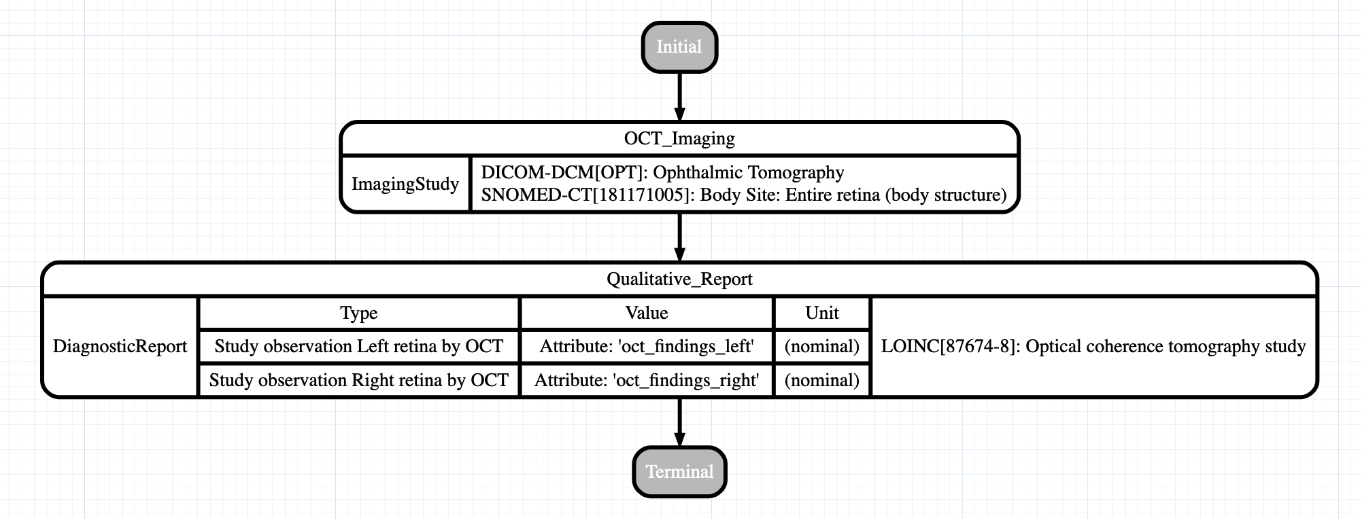 Initial
OCT_Imaging
ImagingStudy
DICOM-DCM[OPT]: Ophthalmic Tomography
SNOMED-CT[181171005]: Body Site: Entire retina (body structure)
Qualitative_Report
DiagnosticReport
Type Value Unit
Study observation Left retina by OCT Attribute: 'oct_findings_left' (nominal)
Study observation Right retina by OCT Attribute: 'oct_findings_right' (nominal)
LOINC[87674-8]: Optical coherence tomography study
Terminal